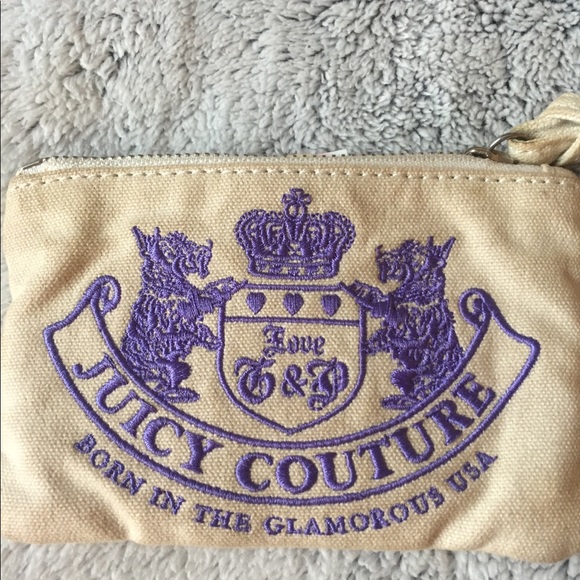 Love
G & P
JUICY COUTURE
BORN IN THE GLAMOROUS USA